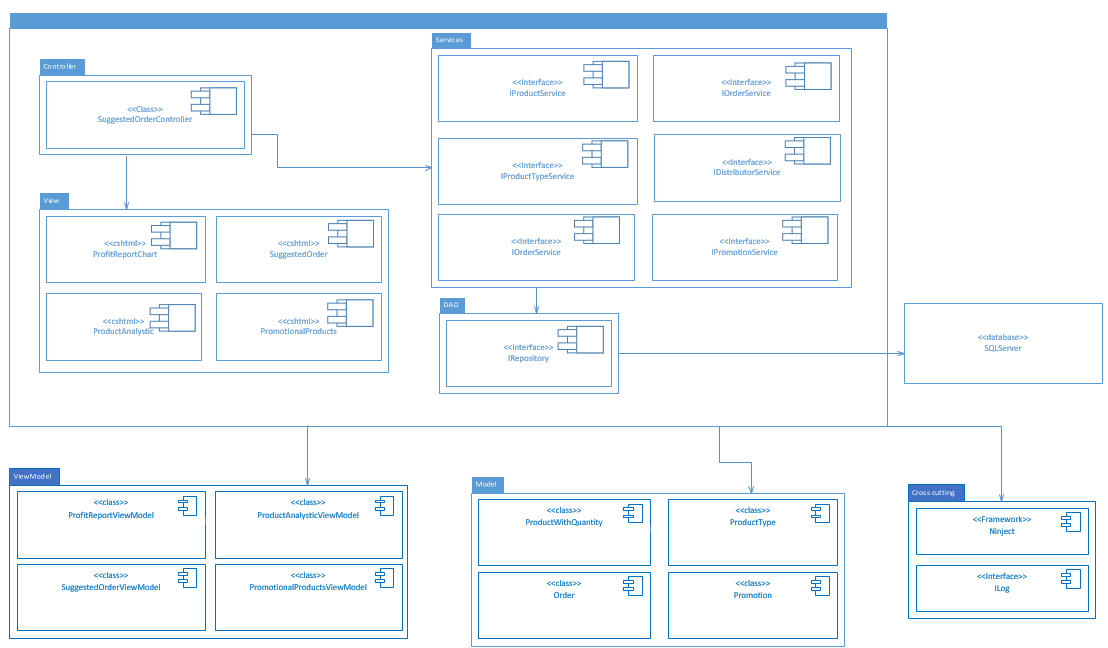 Controller
<<Class>>
SuggestedOrderController
Services
<<Interface>>
IProductService
<<Interface>>
IOrderService
<<Interface>>
IProductTypeService
<<Interface>>
IDistributorService
<<Interface>>
IOrderService
<<Interface>>
IPromotionService
View
<<cshtml>>
ProfitReportChart
<<cshtml>>
SuggestedOrder
<<cshtml>>
ProductAnalystic
<<cshtml>>
PromotionalProducts
DAO
<<Interface>>
IRepository
<<database>>
SQLServer
ViewModel
<<class>>
ProfitReportViewModel
<<class>>
ProductAnalysticViewModel
<<class>>
SuggestedOrderViewModel
<<class>>
PromotionalProductsViewModel
Model
<<class>>
ProductWithQuantity
<<class>>
ProductType
<<class>>
Order
<<class>>
Promotion
Cross cutting
<<Framework>>
Ninject
<<Interface>>
ILog